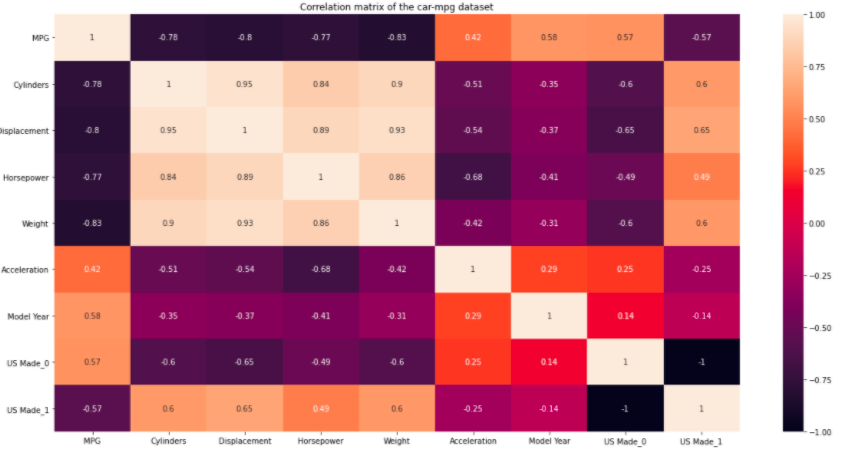 Correlation matrix of the car-mpg dataset
MPG 1 -0.78 -0.8 -0.77 -0.83 0.42 0.58 0.57 -0.57
Cylinders -0.78 1 0.95 0.84 0.9 -0.51 -0.35 -0.6 0.6
Displacement -0.8 0.95 1 0.89 0.93 -0.54 -0.37 -0.65 0.65
Horsepower -0.77 0.84 0.89 1 0.86 -0.68 -0.41 -0.49 0.49
Weight -0.83 0.9 0.93 0.86 1 -0.42 -0.31 -0.6 0.6
Acceleration 0.42 -0.51 -0.54 -0.68 -0.42 1 0.29 0.25 -0.25
Model Year 0.58 -0.35 -0.37 -0.41 -0.31 0.29 1 0.14 -0.14
US Made_0 0.57 -0.6 -0.65 -0.49 -0.6 0.25 0.14 1 -1
US Made_1 -0.57 0.6 0.65 0.49 0.6 -0.25 -0.14 -1 1
MPG Cylinders Displacement Horsepower Weight Acceleration Model Year US Made_0 US Made_1
1.00
0.75
0.50
0.25
0.00
-0.25
-0.50
-0.75
-1.00